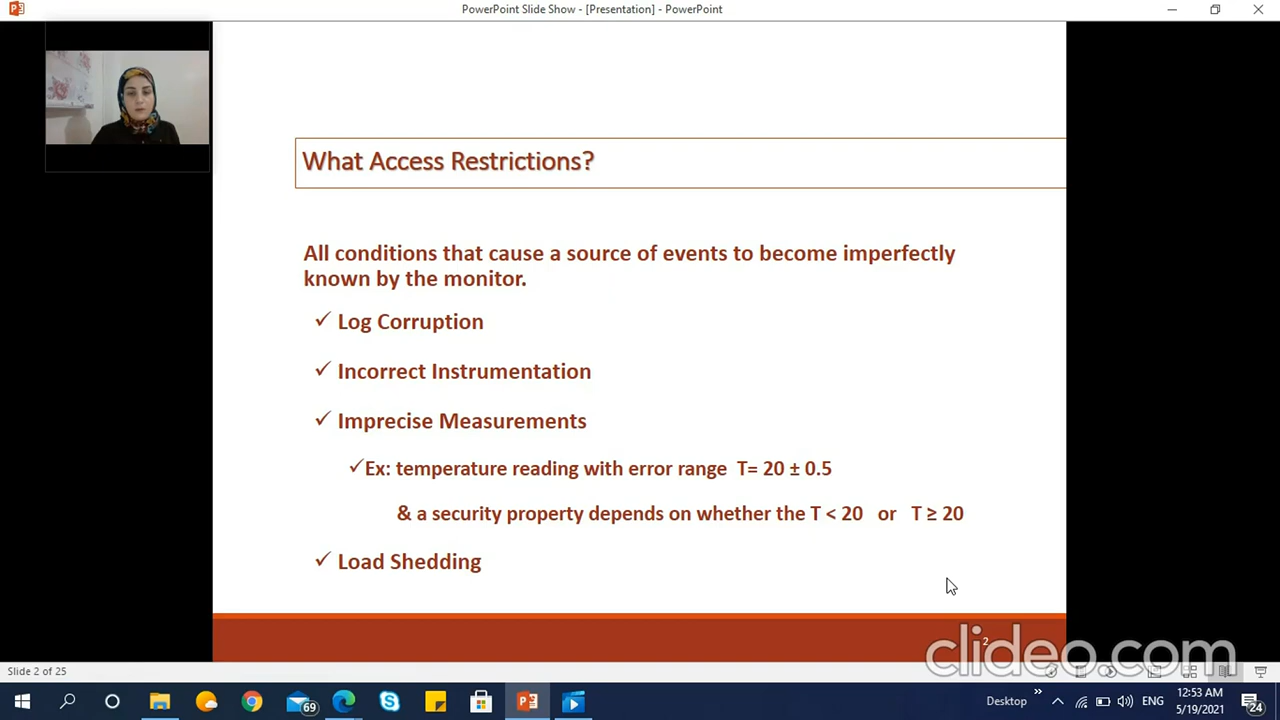 PowerPoint Slide Show - [Presentation] - PowerPoint
What Access Restrictions?
All conditions that cause a source of events to become imperfectly
known by the monitor.
✓ Log Corruption
✓ Incorrect Instrumentation
✓ Imprecise Measurements
✓Ex: temperature reading with error range T= 20 ± 0.5
& a security property depends on whether the T < 20 or T ≥ 20
✓ Load Shedding
2
clideo.com
Slide 2 of 25
69
Desktop
ENG
12:53 AM
5/19/2021
24